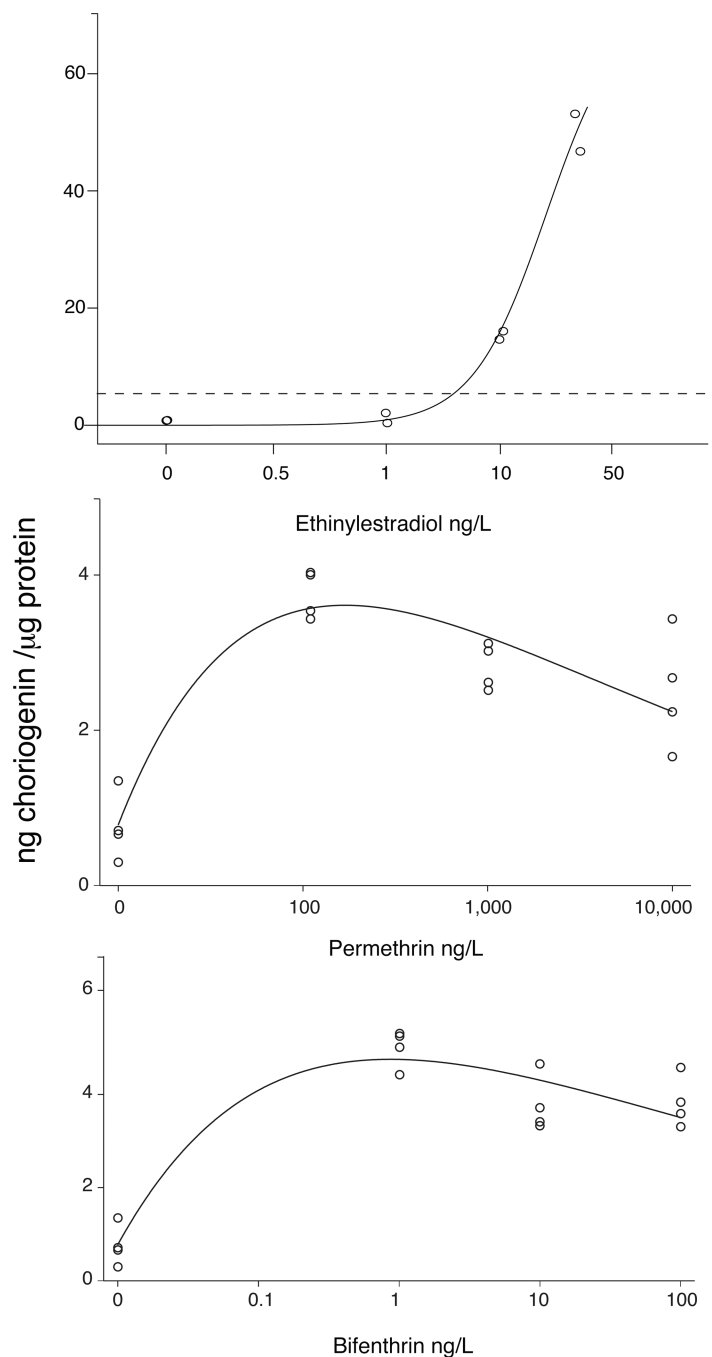 60
40
20
0
0 0.5 1 10 50
Ethinylestradiol ng/L
ng choriogenin /µg protein
4
2
0
0 100 1,000 10,000
Permethrin ng/L
6
4
2
0
0 0.1 1 10 100
Bifenthrin ng/L